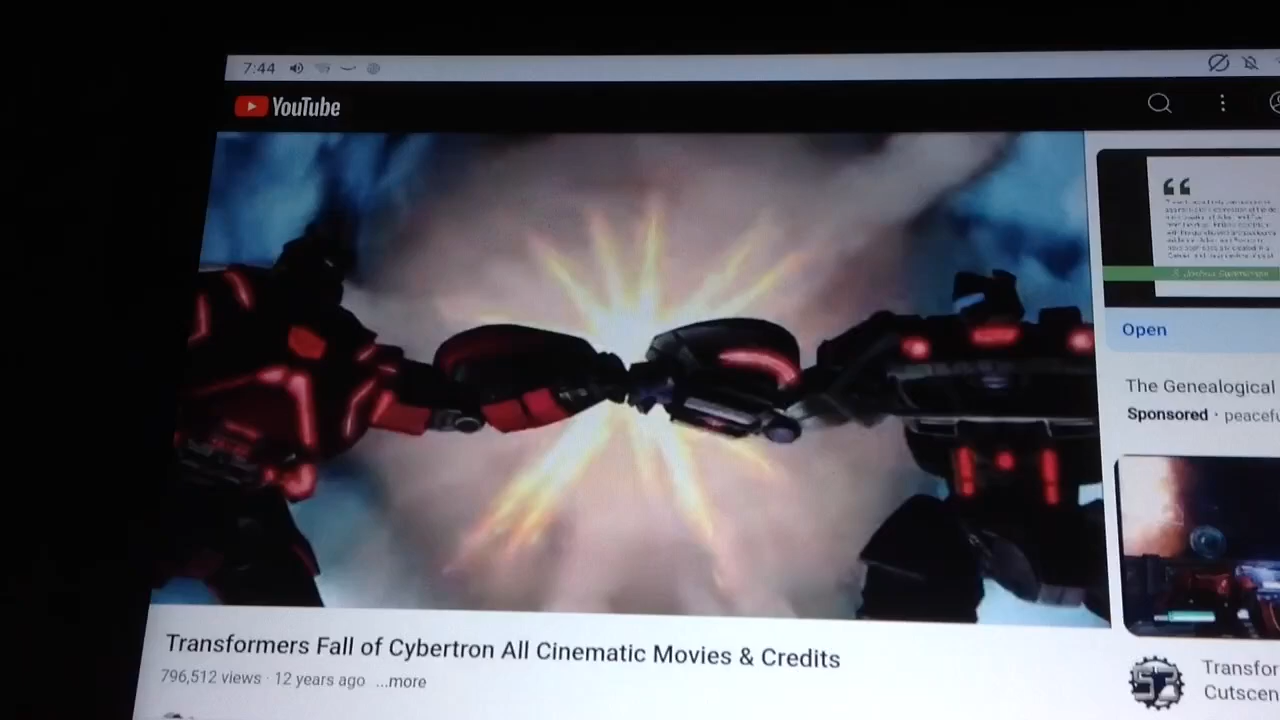 7:44
YouTube
Open
The Genealogical
Sponsored · peacefu
Transformers Fall of Cybertron All Cinematic Movies & Credits
796,512 views · 12 years ago ...more
Transfor
Cutscen